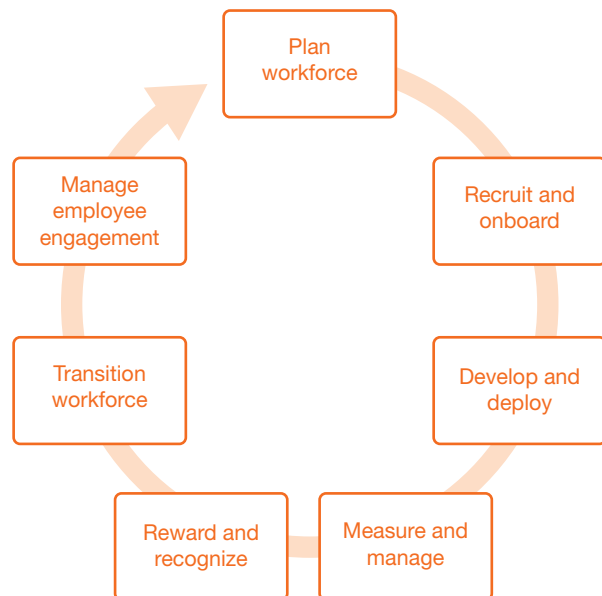 Plan
workforce
Recruit and
onboard
Develop and
deploy
Measure and
manage
Reward and
recognize
Transition
workforce
Manage
employee
engagement